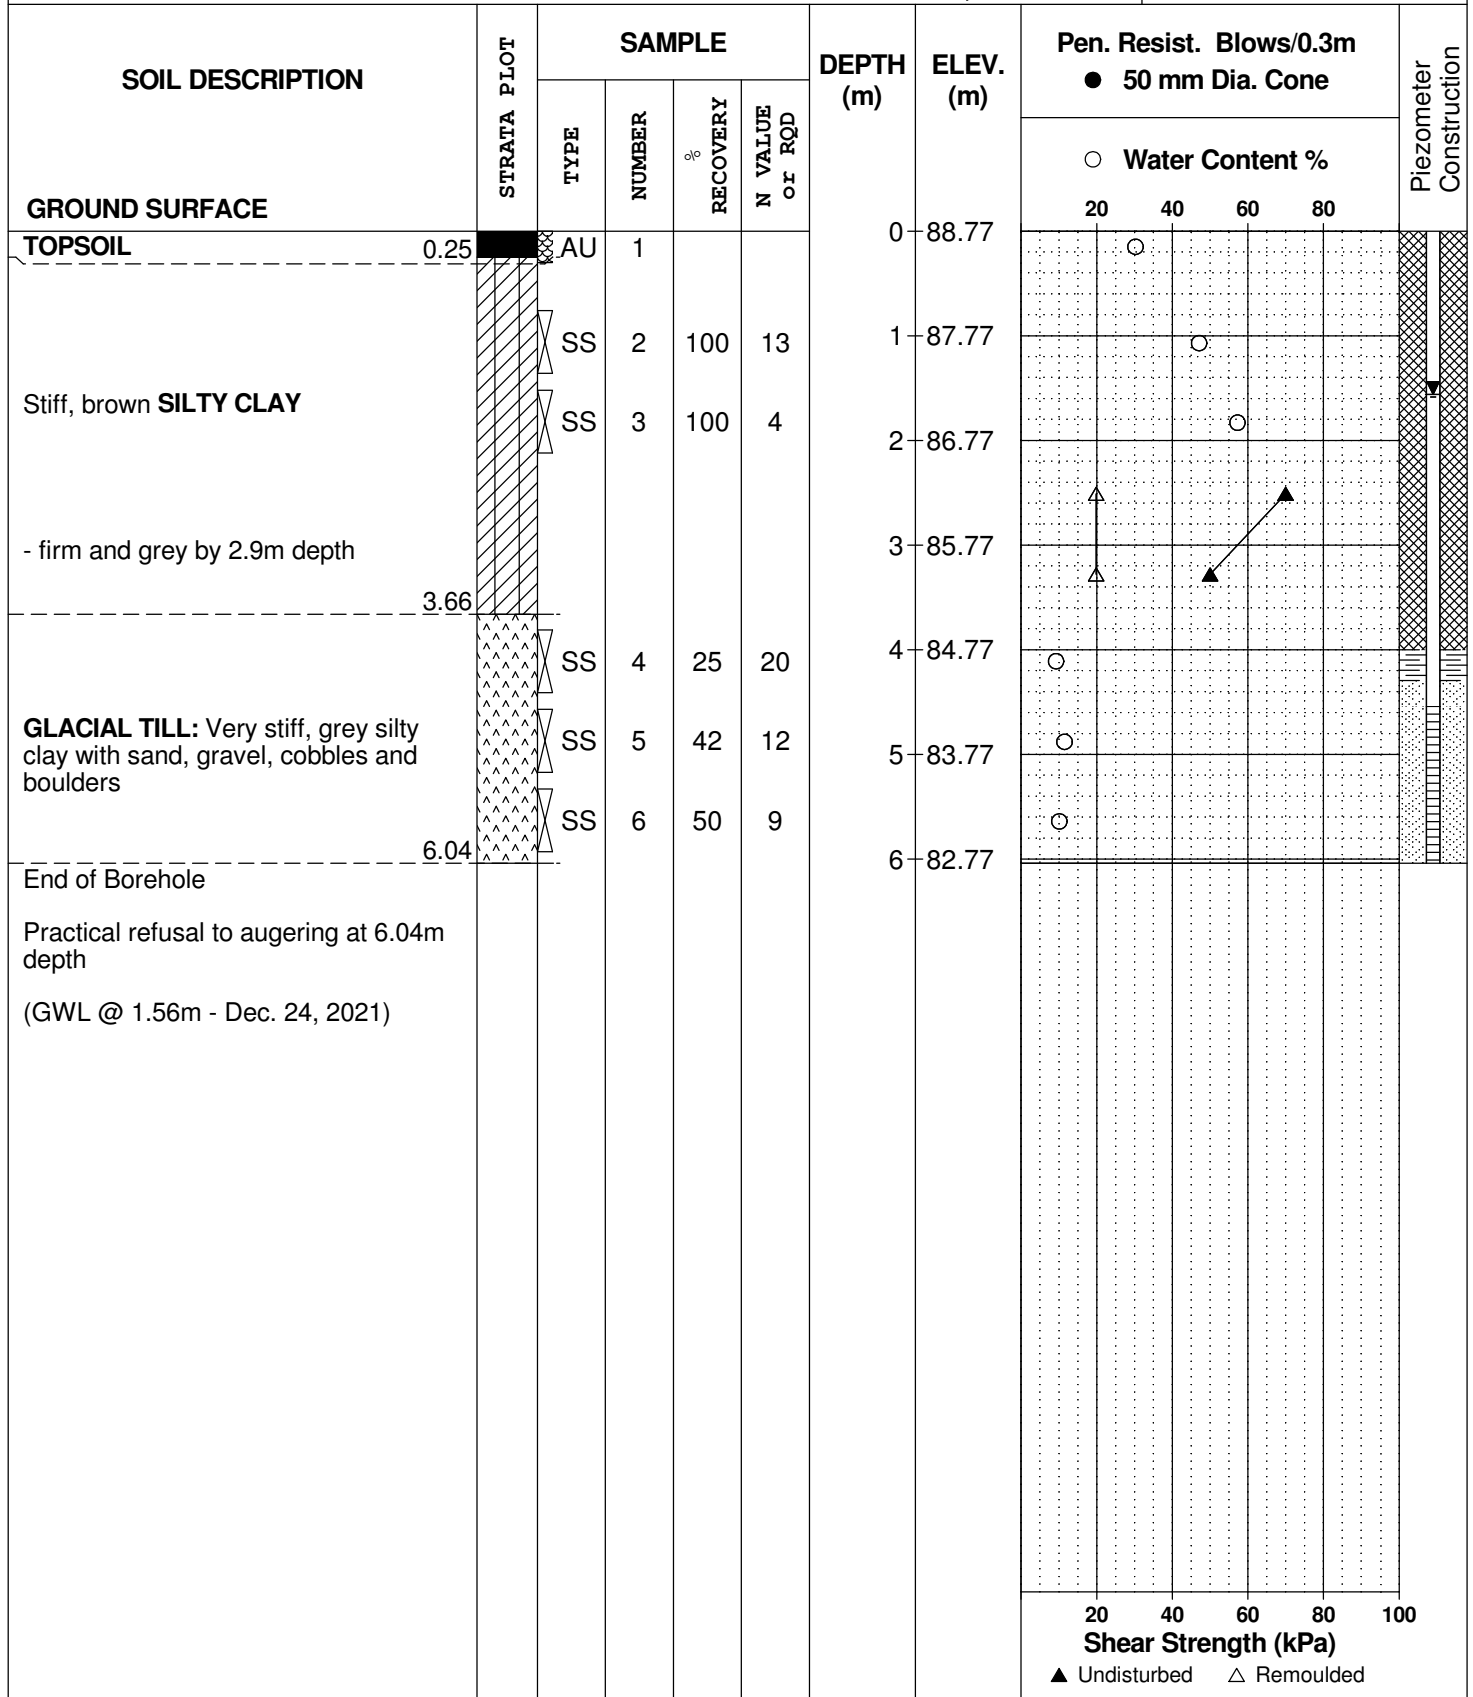 SOIL DESCRIPTION
GROUND SURFACE
STRATA PLOT
SAMPLE
TYPE
NUMBER
%
RECOVERY
N VALUE
or RQD
DEPTH
(m)
ELEV.
(m)
Pen. Resist. Blows/0.3m
50 mm Dia. Cone
Water Content %
20 40 60 80
Piezometer
Construction
TOPSOIL 0.25 AU 1
0 88.77
SS 2 100 13
1 87.77
Stiff, brown SILTY CLAY
SS 3 100 4
2 86.77
- firm and grey by 2.9m depth
3 85.77
3.66
SS 4 25 20
4 84.77
GLACIAL TILL: Very stiff, grey silty
clay with sand, gravel, cobbles and
boulders
SS 5 42 12
5 83.77
SS 6 50 9
6.04
6 82.77
End of Borehole
Practical refusal to augering at 6.04m
depth
(GWL @ 1.56m - Dec. 24, 2021)
20 40 60 80 100
Shear Strength (kPa)
▲ Undisturbed △ Remoulded